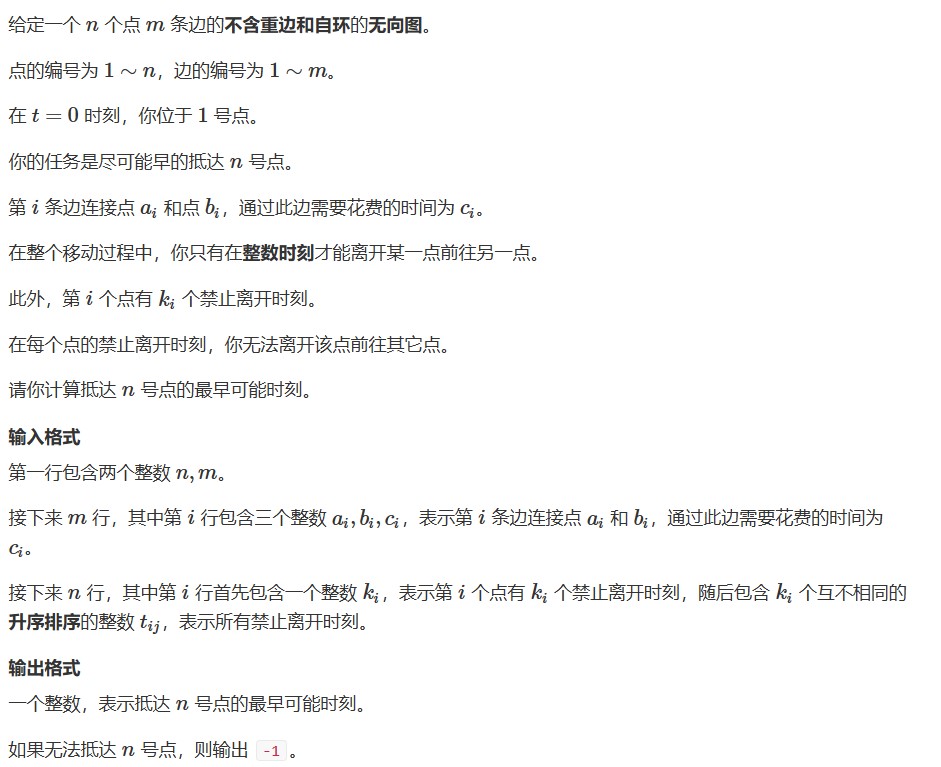 给定一个 n 个点 m 条边的不含重边和自环的无向图。
点的编号为 1 ∼ n，边的编号为 1 ∼ m。
在 t = 0 时刻，你位于 1 号点。
你的任务是尽可能早的抵达 n 号点。
第 i 条边连接点 a_i 和点 b_i，通过此边需要花费的时间为 c_i。
在整个移动过程中，你只有在整数时刻才能离开某一点前往另一点。
此外，第 i 个点有 k_i 个禁止离开时刻。
在每个点的禁止离开时刻，你无法离开该点前往其它点。
请你计算抵达 n 号点的最早可能时刻。
输入格式
第一行包含两个整数 n, m。
接下来 m 行，其中第 i 行包含三个整数 a_i, b_i, c_i，表示第 i 条边连接点 a_i 和 b_i，通过此边需要花费的时间为
c_i。
接下来 n 行，其中第 i 行首先包含一个整数 k_i，表示第 i 个点有 k_i 个禁止离开时刻，随后包含 k_i 个互不相同的
升序排序的整数 t_ij，表示所有禁止离开时刻。
输出格式
一个整数，表示抵达 n 号点的最早可能时刻。
如果无法抵达 n 号点，则输出 -1 。